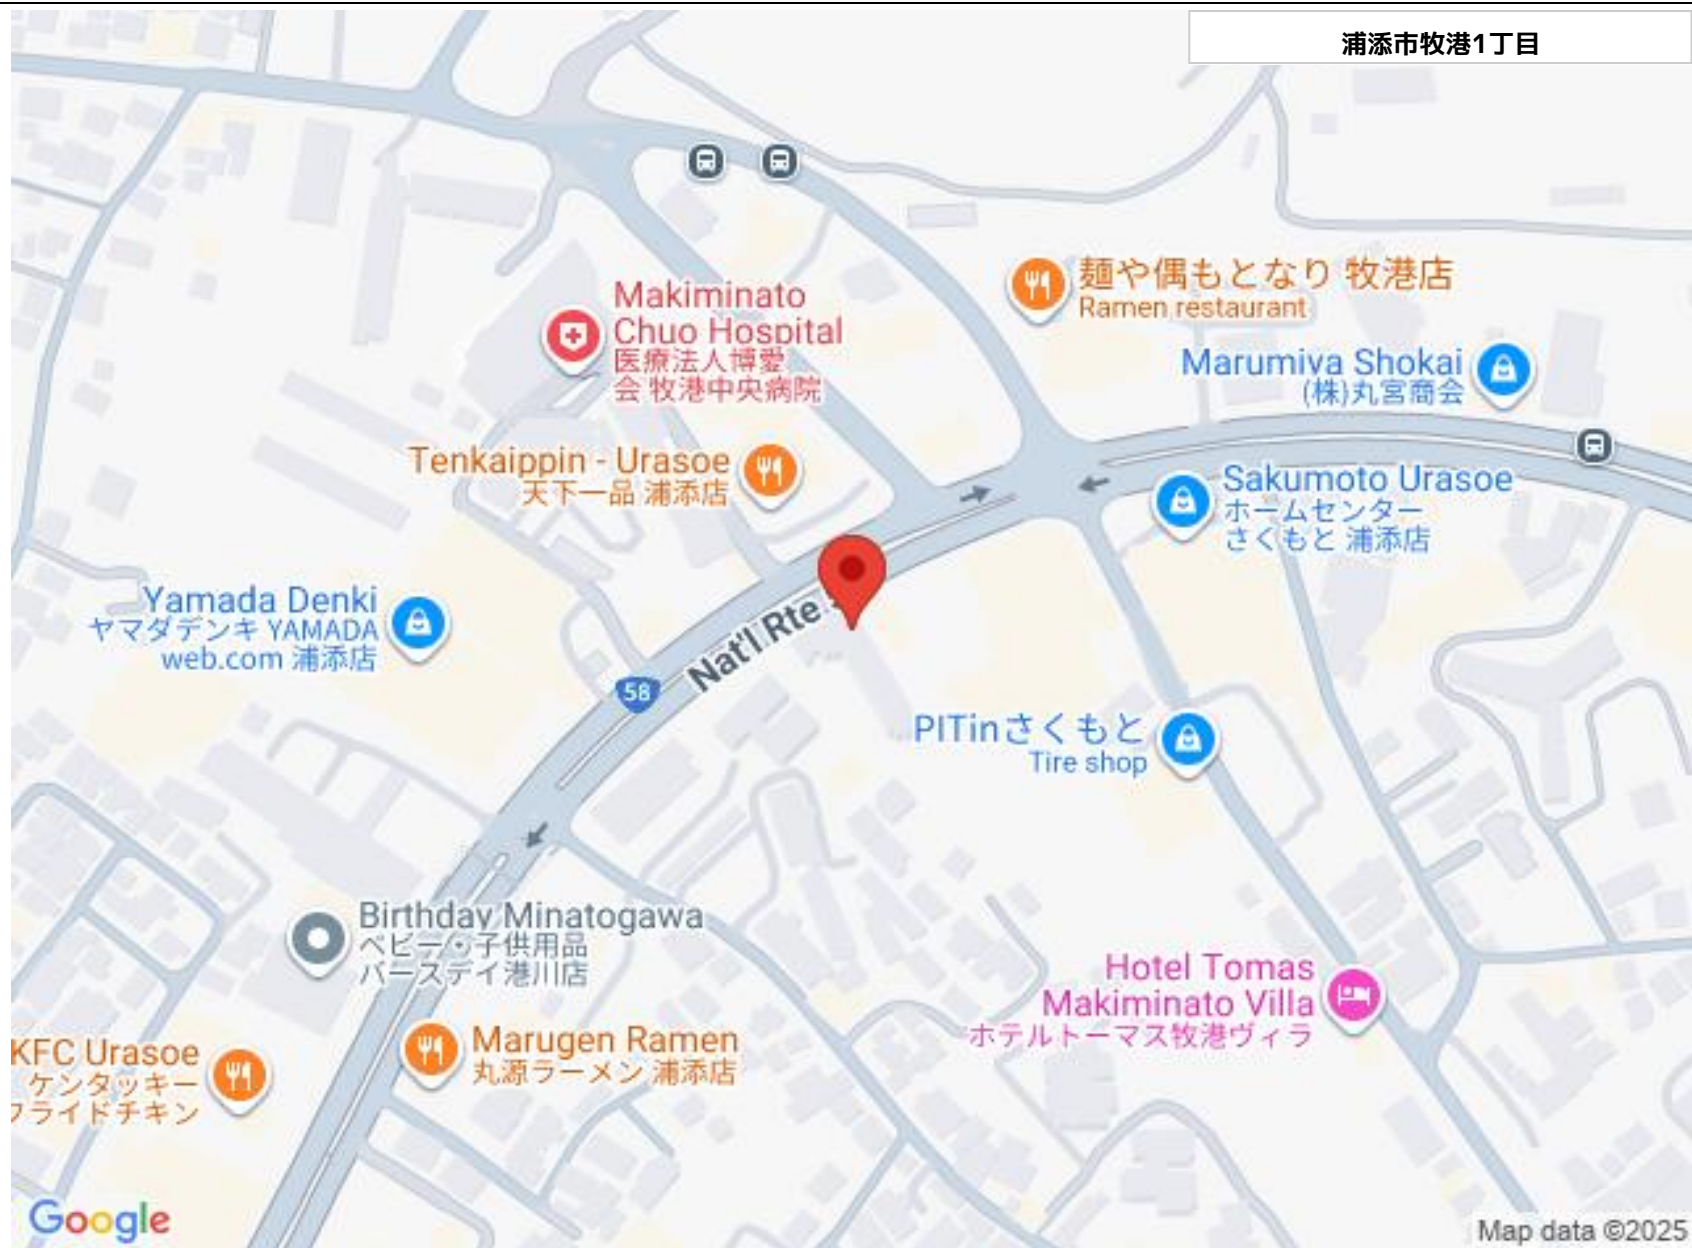 浦添市牧港1丁目
麺や偶もとなり 牧港店
Ramen restaurant
Makiminato
Chuo Hospital
医療法人博愛
会 牧港中央病院
Marumiya Shokai
(株)丸宮商会
Tenkaippin - Urasoe
天下一品 浦添店
Sakumoto Urasoe
ホームセンター
さくもと 浦添店
Yamada Denki
ヤマダデンキ YAMADA
web.com 浦添店
Nat'l Rte
58
PITinさくもと
Tire shop
Birthday Minatogawa
ベビー・子供用品
バースデイ港川店
Hotel Tomas
Makiminato Villa
ホテルトーマス牧港ヴィラ
Marugen Ramen
丸源ラーメン 浦添店
KFC Urasoe
ケンタッキー
フライドチキン
Google
Map data ©2025